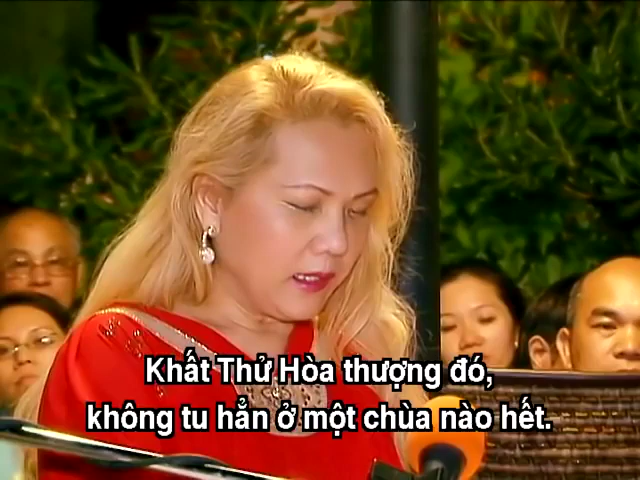 Khất Thử Hòa thượng đó,
không tu hẳn ở một chùa nào hết.